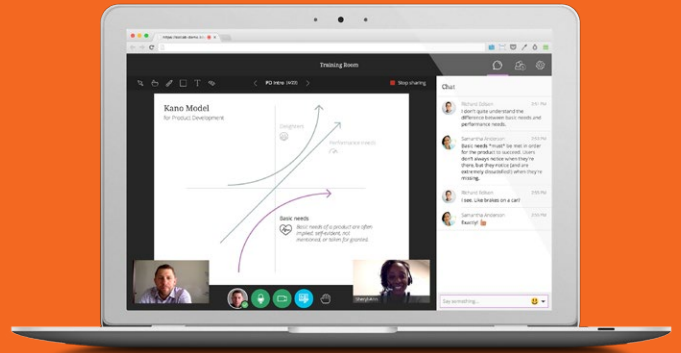 Training Room
PD Intro
Stop sharing
Kano Model
for Product Development
Delighters
Performance needs
Basic needs
Basic needs of a product are often
implied, self-evident, not
mentioned, or taken for granted.
Chat
Richard Gibson
I don't quite understand the
difference between basic needs and
performance needs.
Samantha Anderson
Basic needs *must* be met in order
for the product to succeed. Users
don't always notice when they're
there, but they notice (and are
extremely dissatisfied!) when they're
missing.
Richard Gibson
I see. Like brakes on a car?
Samantha Anderson
Exactly!
Say something...